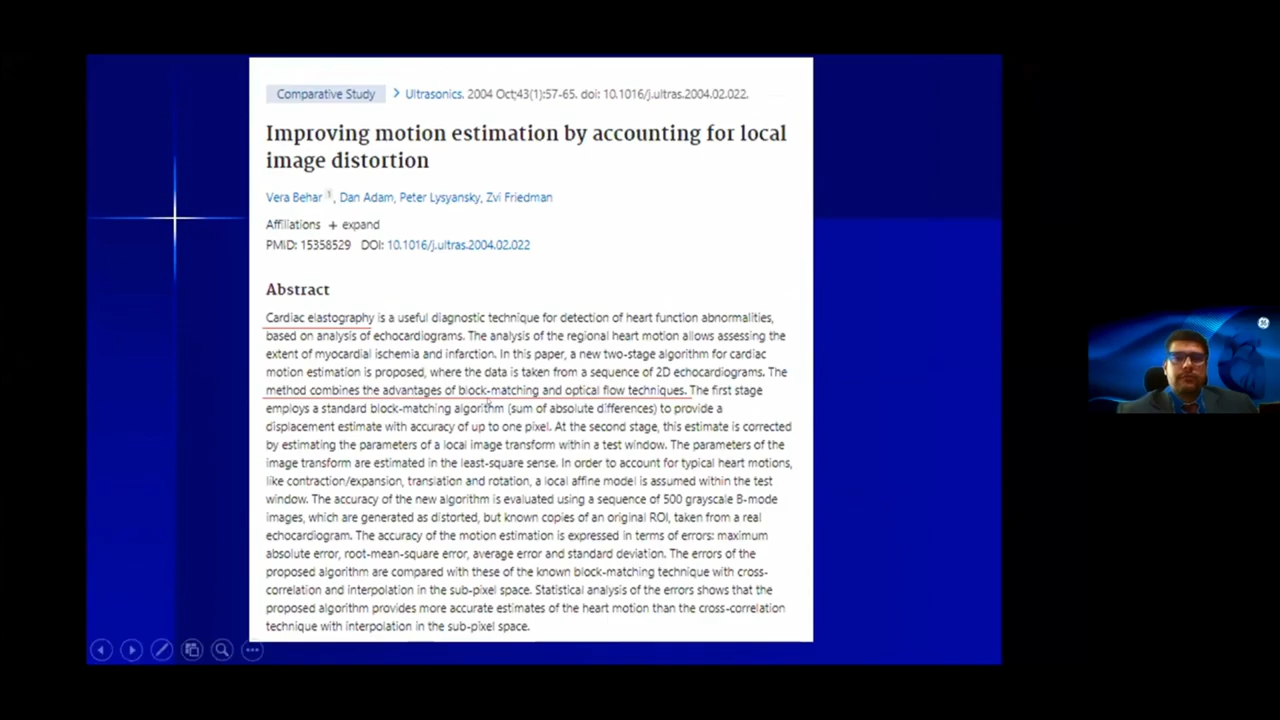 Comparative Study > Ultrasonics. 2004 Oct;43(1):57-65. doi: 10.1016/j.ultras.2004.02.022.
Improving motion estimation by accounting for local
image distortion
Vera Behar 1, Dan Adam, Peter Lysyansky, Zvi Friedman
Affiliations + expand
PMID: 15358529 DOI: 10.1016/j.ultras.2004.02.022
Abstract
Cardiac elastography is a useful diagnostic technique for detection of heart function abnormalities,
based on analysis of echocardiograms. The analysis of the regional heart motion allows assessing the
extent of myocardial ischemia and infarction. In this paper, a new two-stage algorithm for cardiac
motion estimation is proposed, where the data is taken from a sequence of 2D echocardiograms. The
method combines the advantages of block-matching and optical flow techniques. The first stage
employs a standard block-matching algorithm (sum of absolute differences) to provide a
displacement estimate with accuracy of up to one pixel. At the second stage, this estimate is corrected
by estimating the parameters of a local image transform within a test window. The parameters of the
image transform are estimated in the least-square sense. In order to account for typical heart motions,
like contraction/expansion, translation and rotation, a local affine model is assumed within the test
window. The accuracy of the new algorithm is evaluated using a sequence of 500 grayscale B-mode
images, which are generated as distorted, but known copies of an original ROI, taken from a real
echocardiogram. The accuracy of the motion estimation is expressed in terms of errors: maximum
absolute error, root-mean-square error, average error and standard deviation. The errors of the
proposed algorithm are compared with these of the known block-matching technique with cross-
correlation and interpolation in the sub-pixel space. Statistical analysis of the errors shows that the
proposed algorithm provides more accurate estimates of the heart motion than the cross-correlation
technique with interpolation in the sub-pixel space.